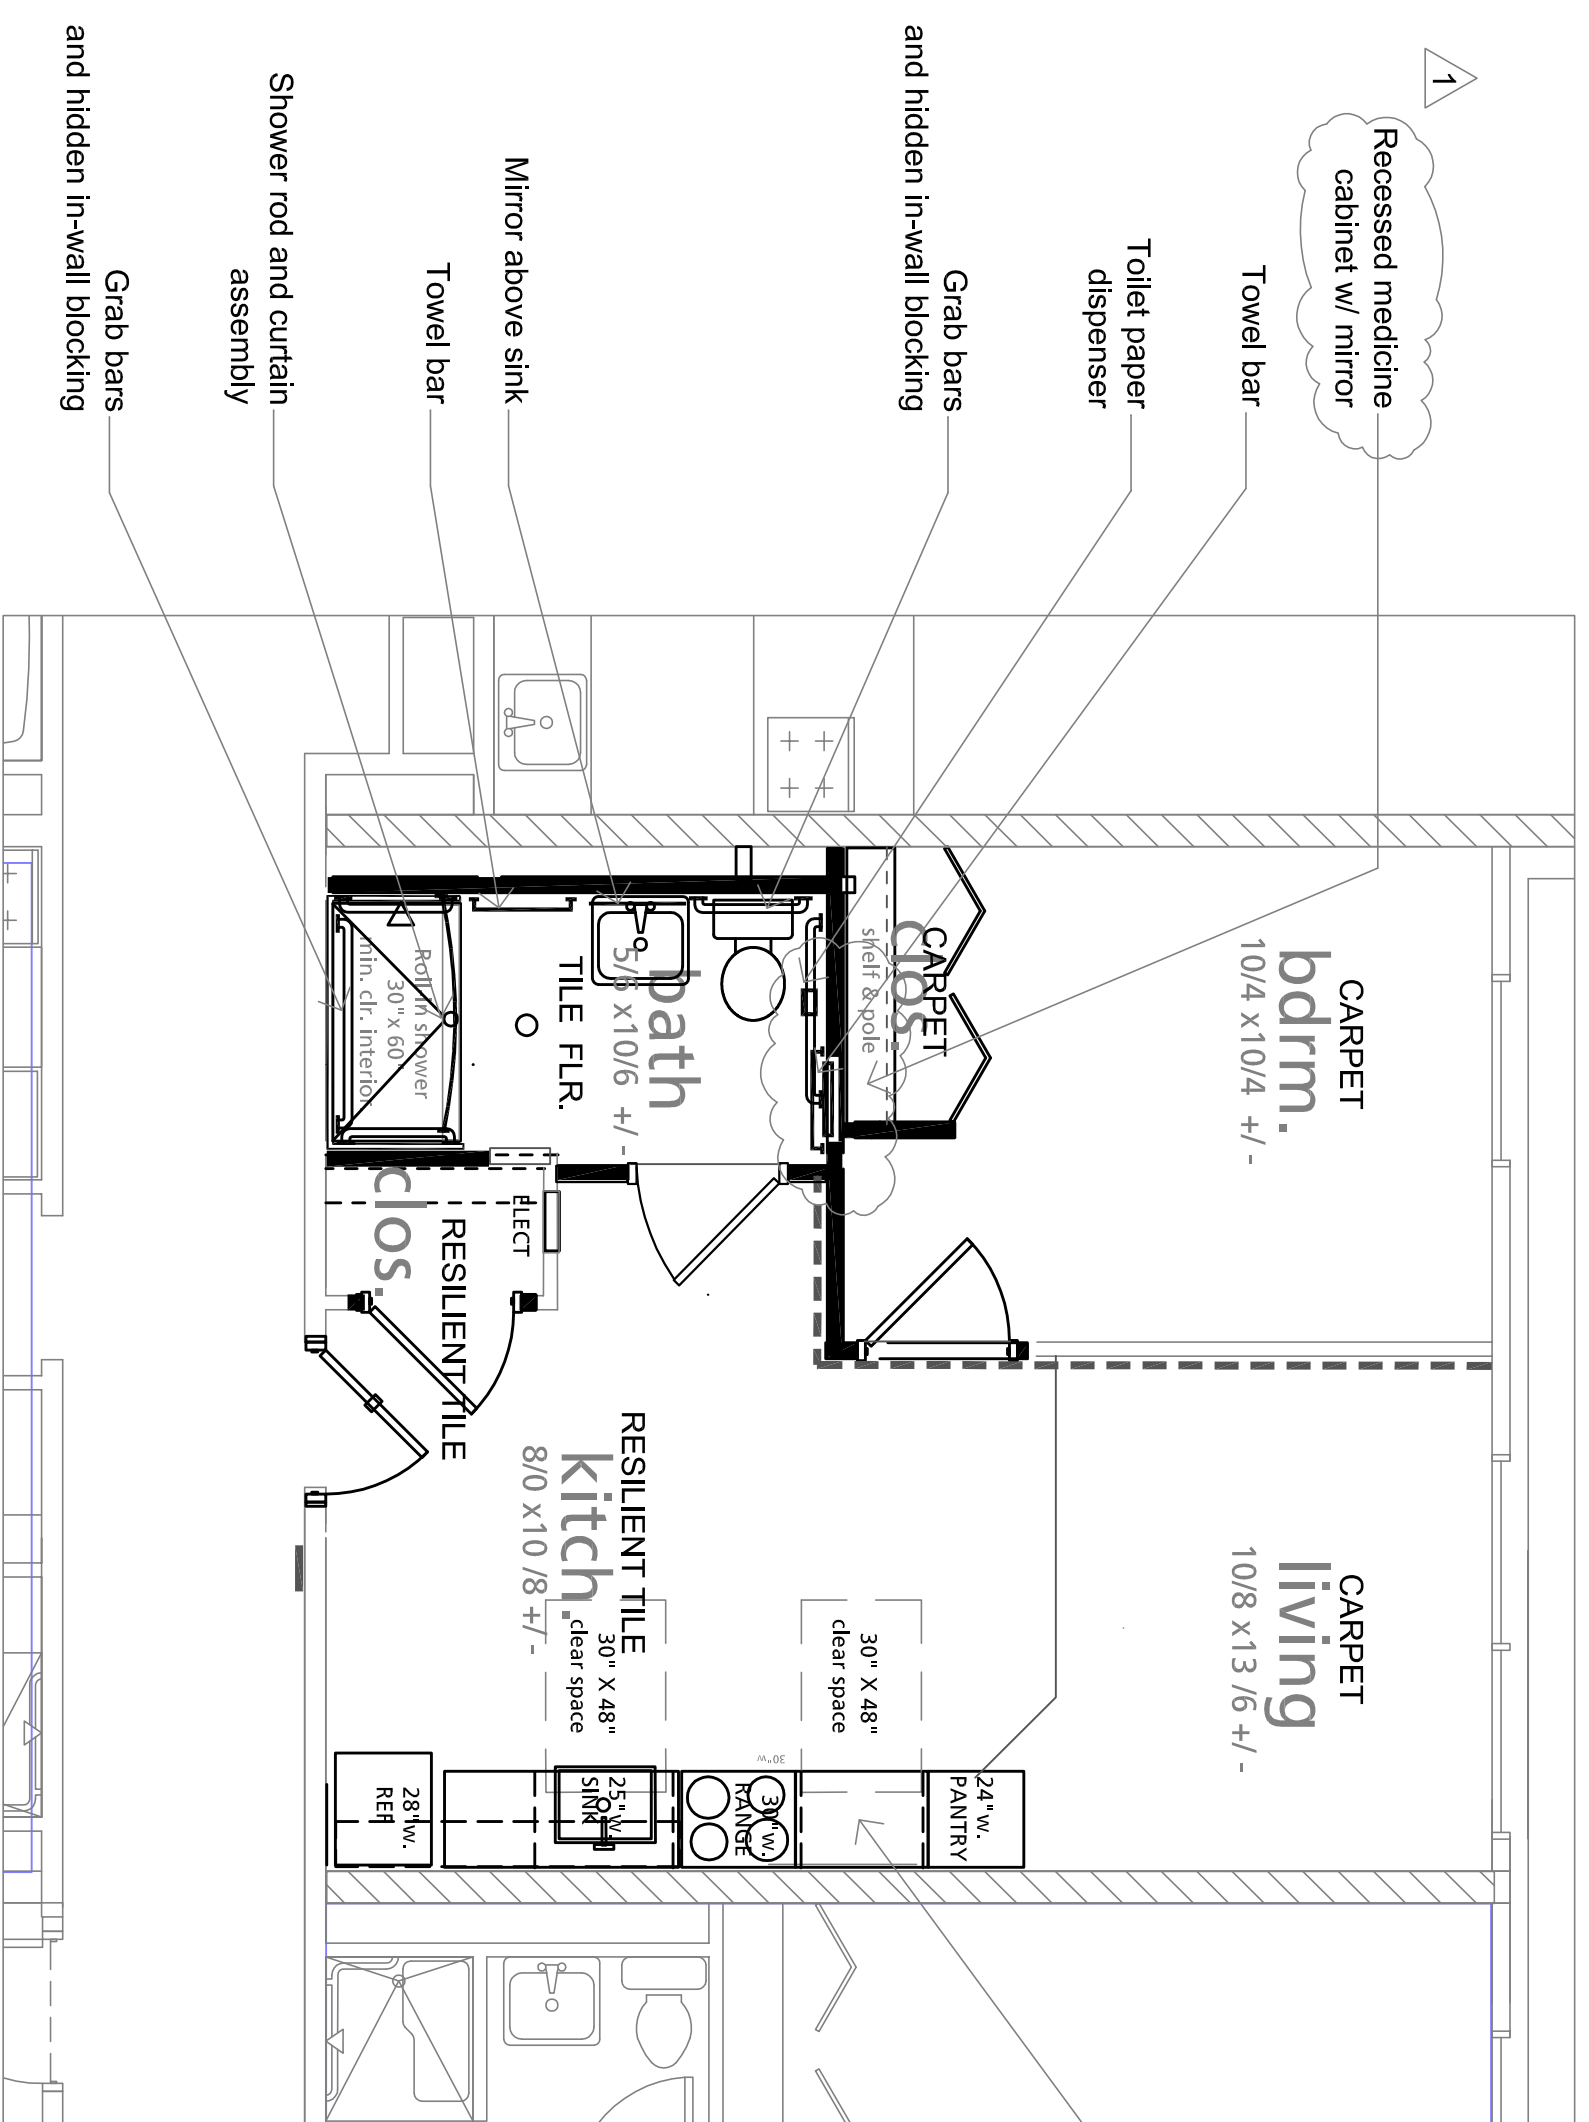 1
Recessed medicine
cabinet w/ mirror
Towel bar
Toilet paper
dispenser
Grab bars
and hidden in-wall blocking
Mirror above sink
Towel bar
Shower rod and curtain
assembly
Grab bars
and hidden in-wall blocking
CARPET
bdrm.
10/4 x10/4 +/-
CARPET
living
10/8 x13 /6 +/-
CARPET
clos.
shelf & pole
bath
5/6 x10/6 +/-
TILE FLR.
Roll in shower
30" x 60"
min. clr. interior
ELECT
RESILIENT TILE
clos.
RESILIENT TILE
kitch.
8/0 x10 /8 +/-
30" X 48"
clear space
30" X 48"
clear space
24"w.
PANTRY
30"w
30"w.
RANGE
25"w.
SINK
28"w.
REF